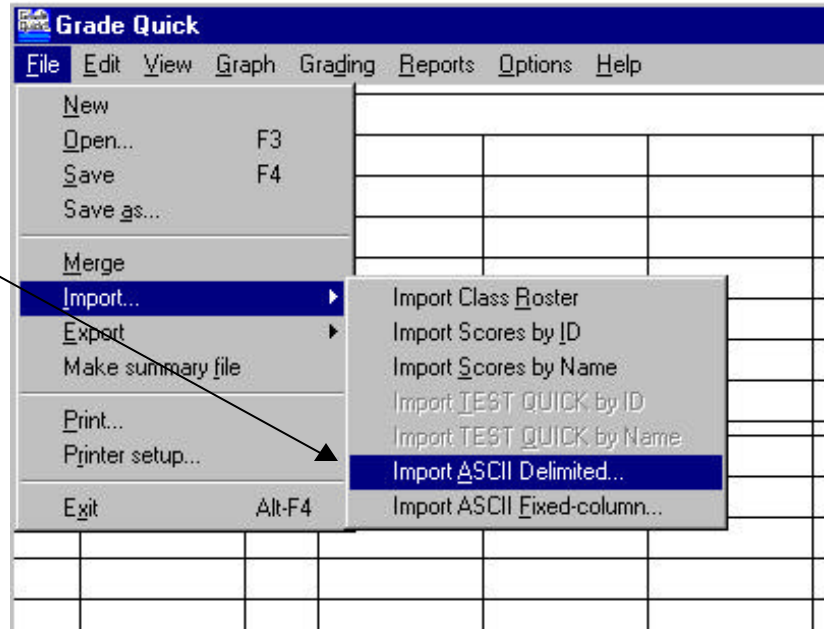 Grade Quick
Grade Quick
File Edit View Graph Grading Reports Options Help
New
Open... F3
Save F4
Save as...
Merge
Import...
Export
Make summary file
Print...
Printer setup...
Exit Alt-F4
Import Class Roster
Import Scores by ID
Import Scores by Name
Import TEST QUICK by ID
Import TEST QUICK by Name
Import ASCII Delimited...
Import ASCII Fixed-column...